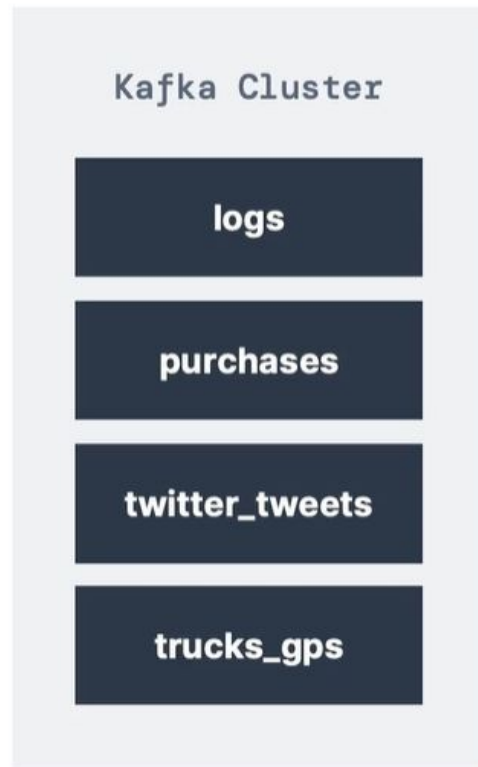 Kafka Cluster
logs
purchases
twitter_tweets
trucks_gps